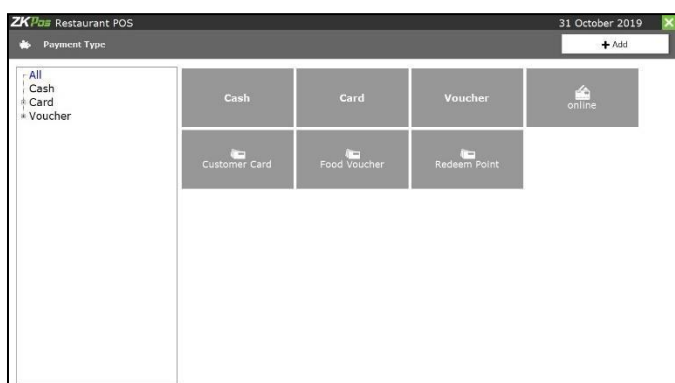 ZKPos Restaurant POS 31 October 2019
Payment Type + Add
All
Cash
Card
Voucher
Cash Card Voucher online
Customer Card Food Voucher Redeem Point